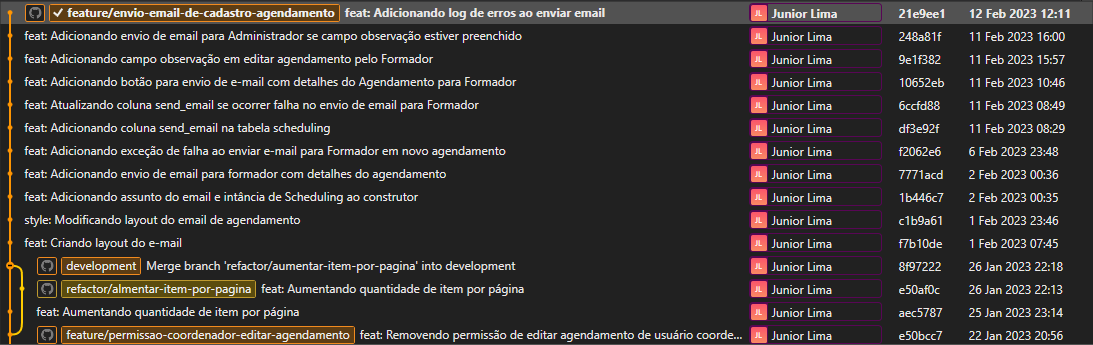 ✓ feature/envio-email-de-cadastro-agendamento feat: Adicionando log de erros ao enviar email JL Junior Lima 21e9ee1 12 Feb 2023 12:11
feat: Adicionando envio de email para Administrador se campo observação estiver preenchido JL Junior Lima 248a81f 11 Feb 2023 16:00
feat: Adicionando campo observação em editar agendamento pelo Formador JL Junior Lima 9e1f382 11 Feb 2023 15:57
feat: Adicionando botão para envio de e-mail com detalhes do Agendamento para Formador JL Junior Lima 10652eb 11 Feb 2023 10:46
feat: Atualizando coluna send_email se ocorrer falha no envio de email para Formador JL Junior Lima 6ccfd88 11 Feb 2023 08:49
feat: Adicionando coluna send_email na tabela scheduling JL Junior Lima df3e92f 11 Feb 2023 08:29
feat: Adicionando exceção de falha ao enviar e-mail para Formador em novo agendamento JL Junior Lima f2062e6 6 Feb 2023 23:48
feat: Adicionando envio de email para formador com detalhes do agendamento JL Junior Lima 7771acd 2 Feb 2023 00:36
feat: Adicionando assunto do email e intância de Scheduling ao construtor JL Junior Lima 1b446c7 2 Feb 2023 00:35
style: Modificando layout do email de agendamento JL Junior Lima c1b9a61 1 Feb 2023 23:46
feat: Criando layout do e-mail JL Junior Lima f7b10de 1 Feb 2023 07:45
development Merge branch 'refactor/aumentar-item-por-pagina' into development JL Junior Lima 8f97222 26 Jan 2023 22:18
refactor/almentar-item-por-pagina feat: Aumentando quantidade de item por página JL Junior Lima e50af0c 26 Jan 2023 22:13
feat: Aumentando quantidade de item por página JL Junior Lima aec5787 25 Jan 2023 23:14
feature/permissao-coordenador-editar-agendamento feat: Removendo permissão de editar agendamento de usuário coorde... JL Junior Lima e50bcc7 22 Jan 2023 20:56